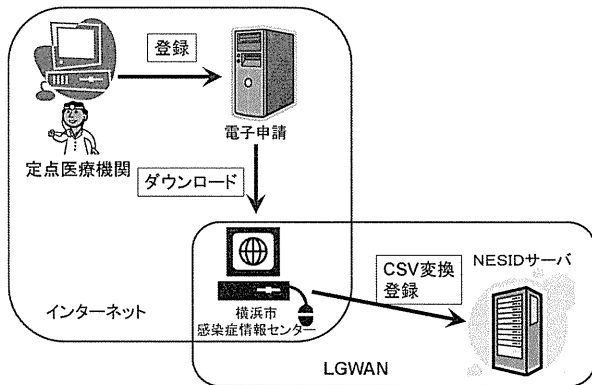 登録
電子申請
定点医療機関
ダウンロード
CSV変換
登録
NESIDサーバ
インターネット
横浜市
感染症情報センター
LGWAN